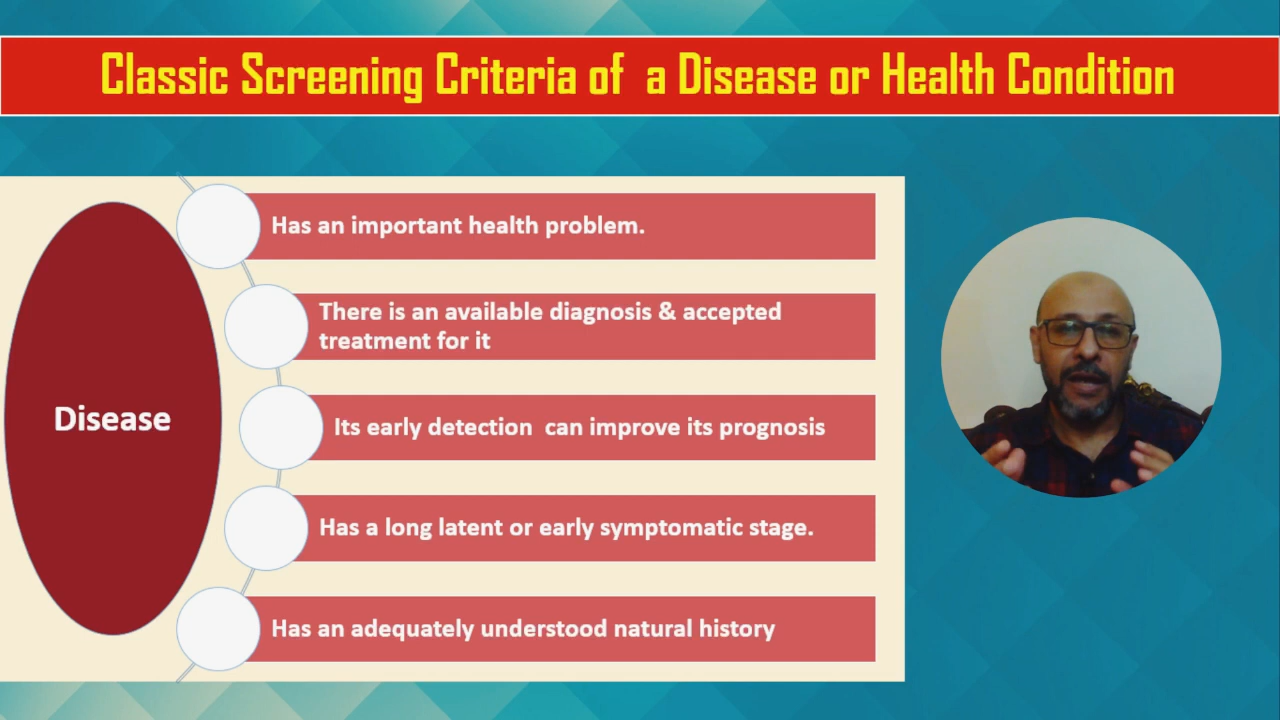 Classic Screening Criteria of a Disease or Health Condition
Disease
Has an important health problem.
There is an available diagnosis & accepted
treatment for it
Its early detection can improve its prognosis
Has a long latent or early symptomatic stage.
Has an adequately understood natural history